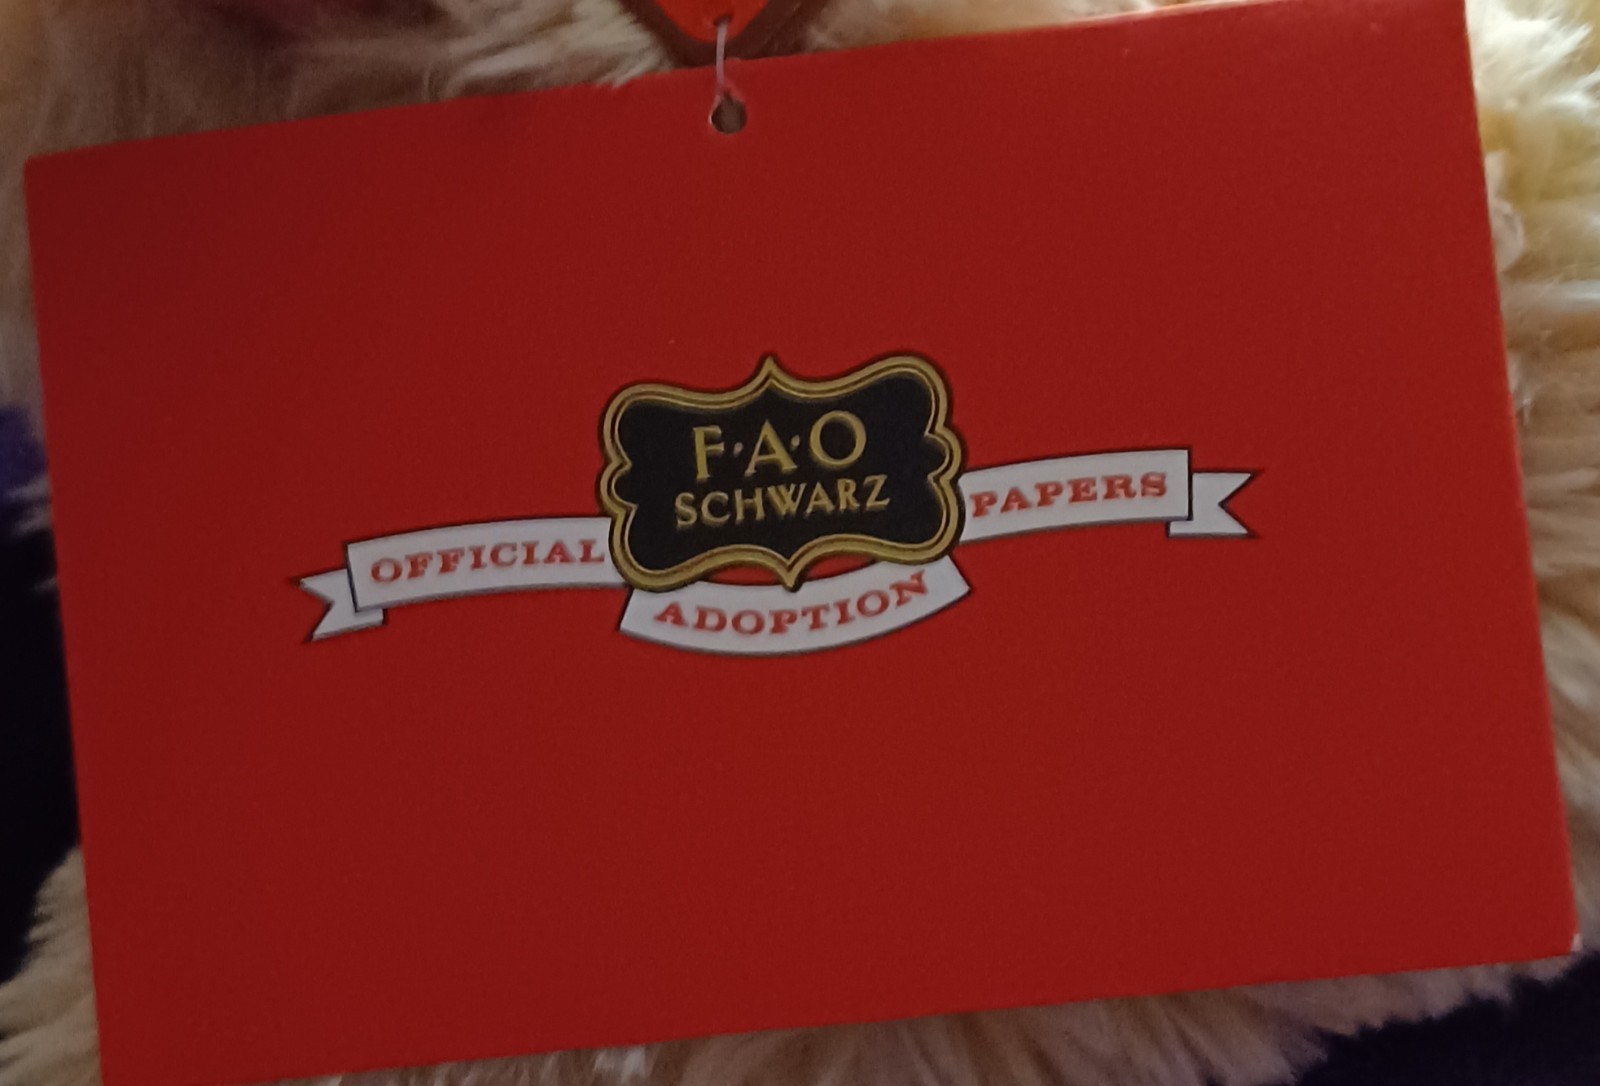 F·A·O
SCHWARZ
OFFICIAL
ADOPTION
PAPERS